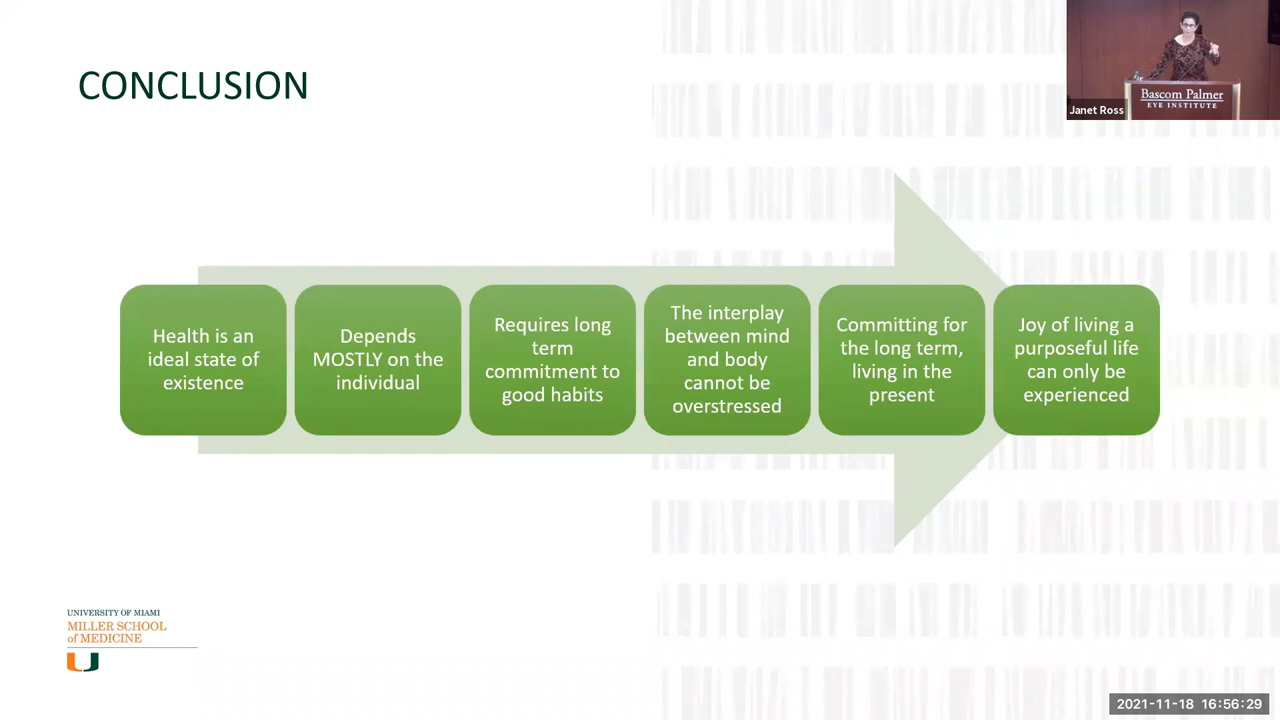 CONCLUSION
Bascom Palmer
EYE INSTITUTE
Janet Ross
Health is an
ideal state of
existence
Depends
MOSTLY on the
individual
Requires long
term
commitment to
good habits
The interplay
between mind
and body
cannot be
overstressed
Committing for
the long term,
living in the
present
Joy of living a
purposeful life
can only be
experienced
UNIVERSITY OF MIAMI
MILLER SCHOOL
of MEDICINE
2021-11-18 16:56:29